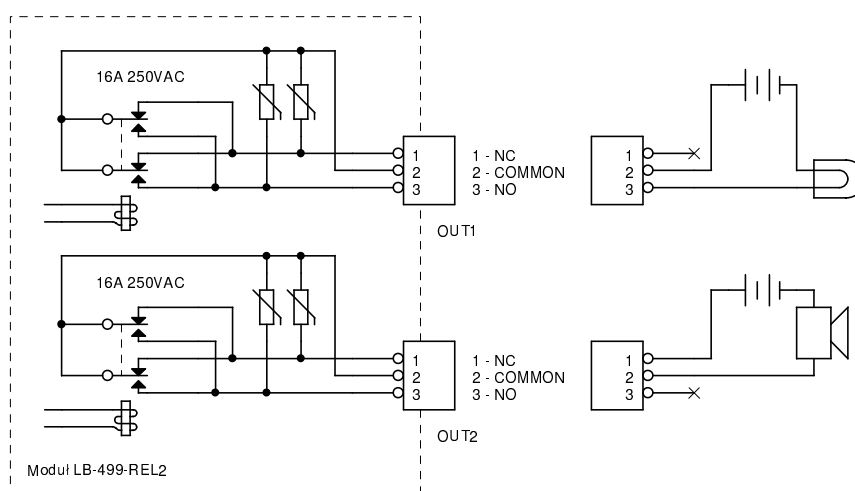 16A 250VAC
1
2
3
1 - NC
2 - COMMON
3 - NO
1
2
3
OUT1
16A 250VAC
1
2
3
1 - NC
2 - COMMON
3 - NO
1
2
3
OUT2
Moduł LB-499-REL2